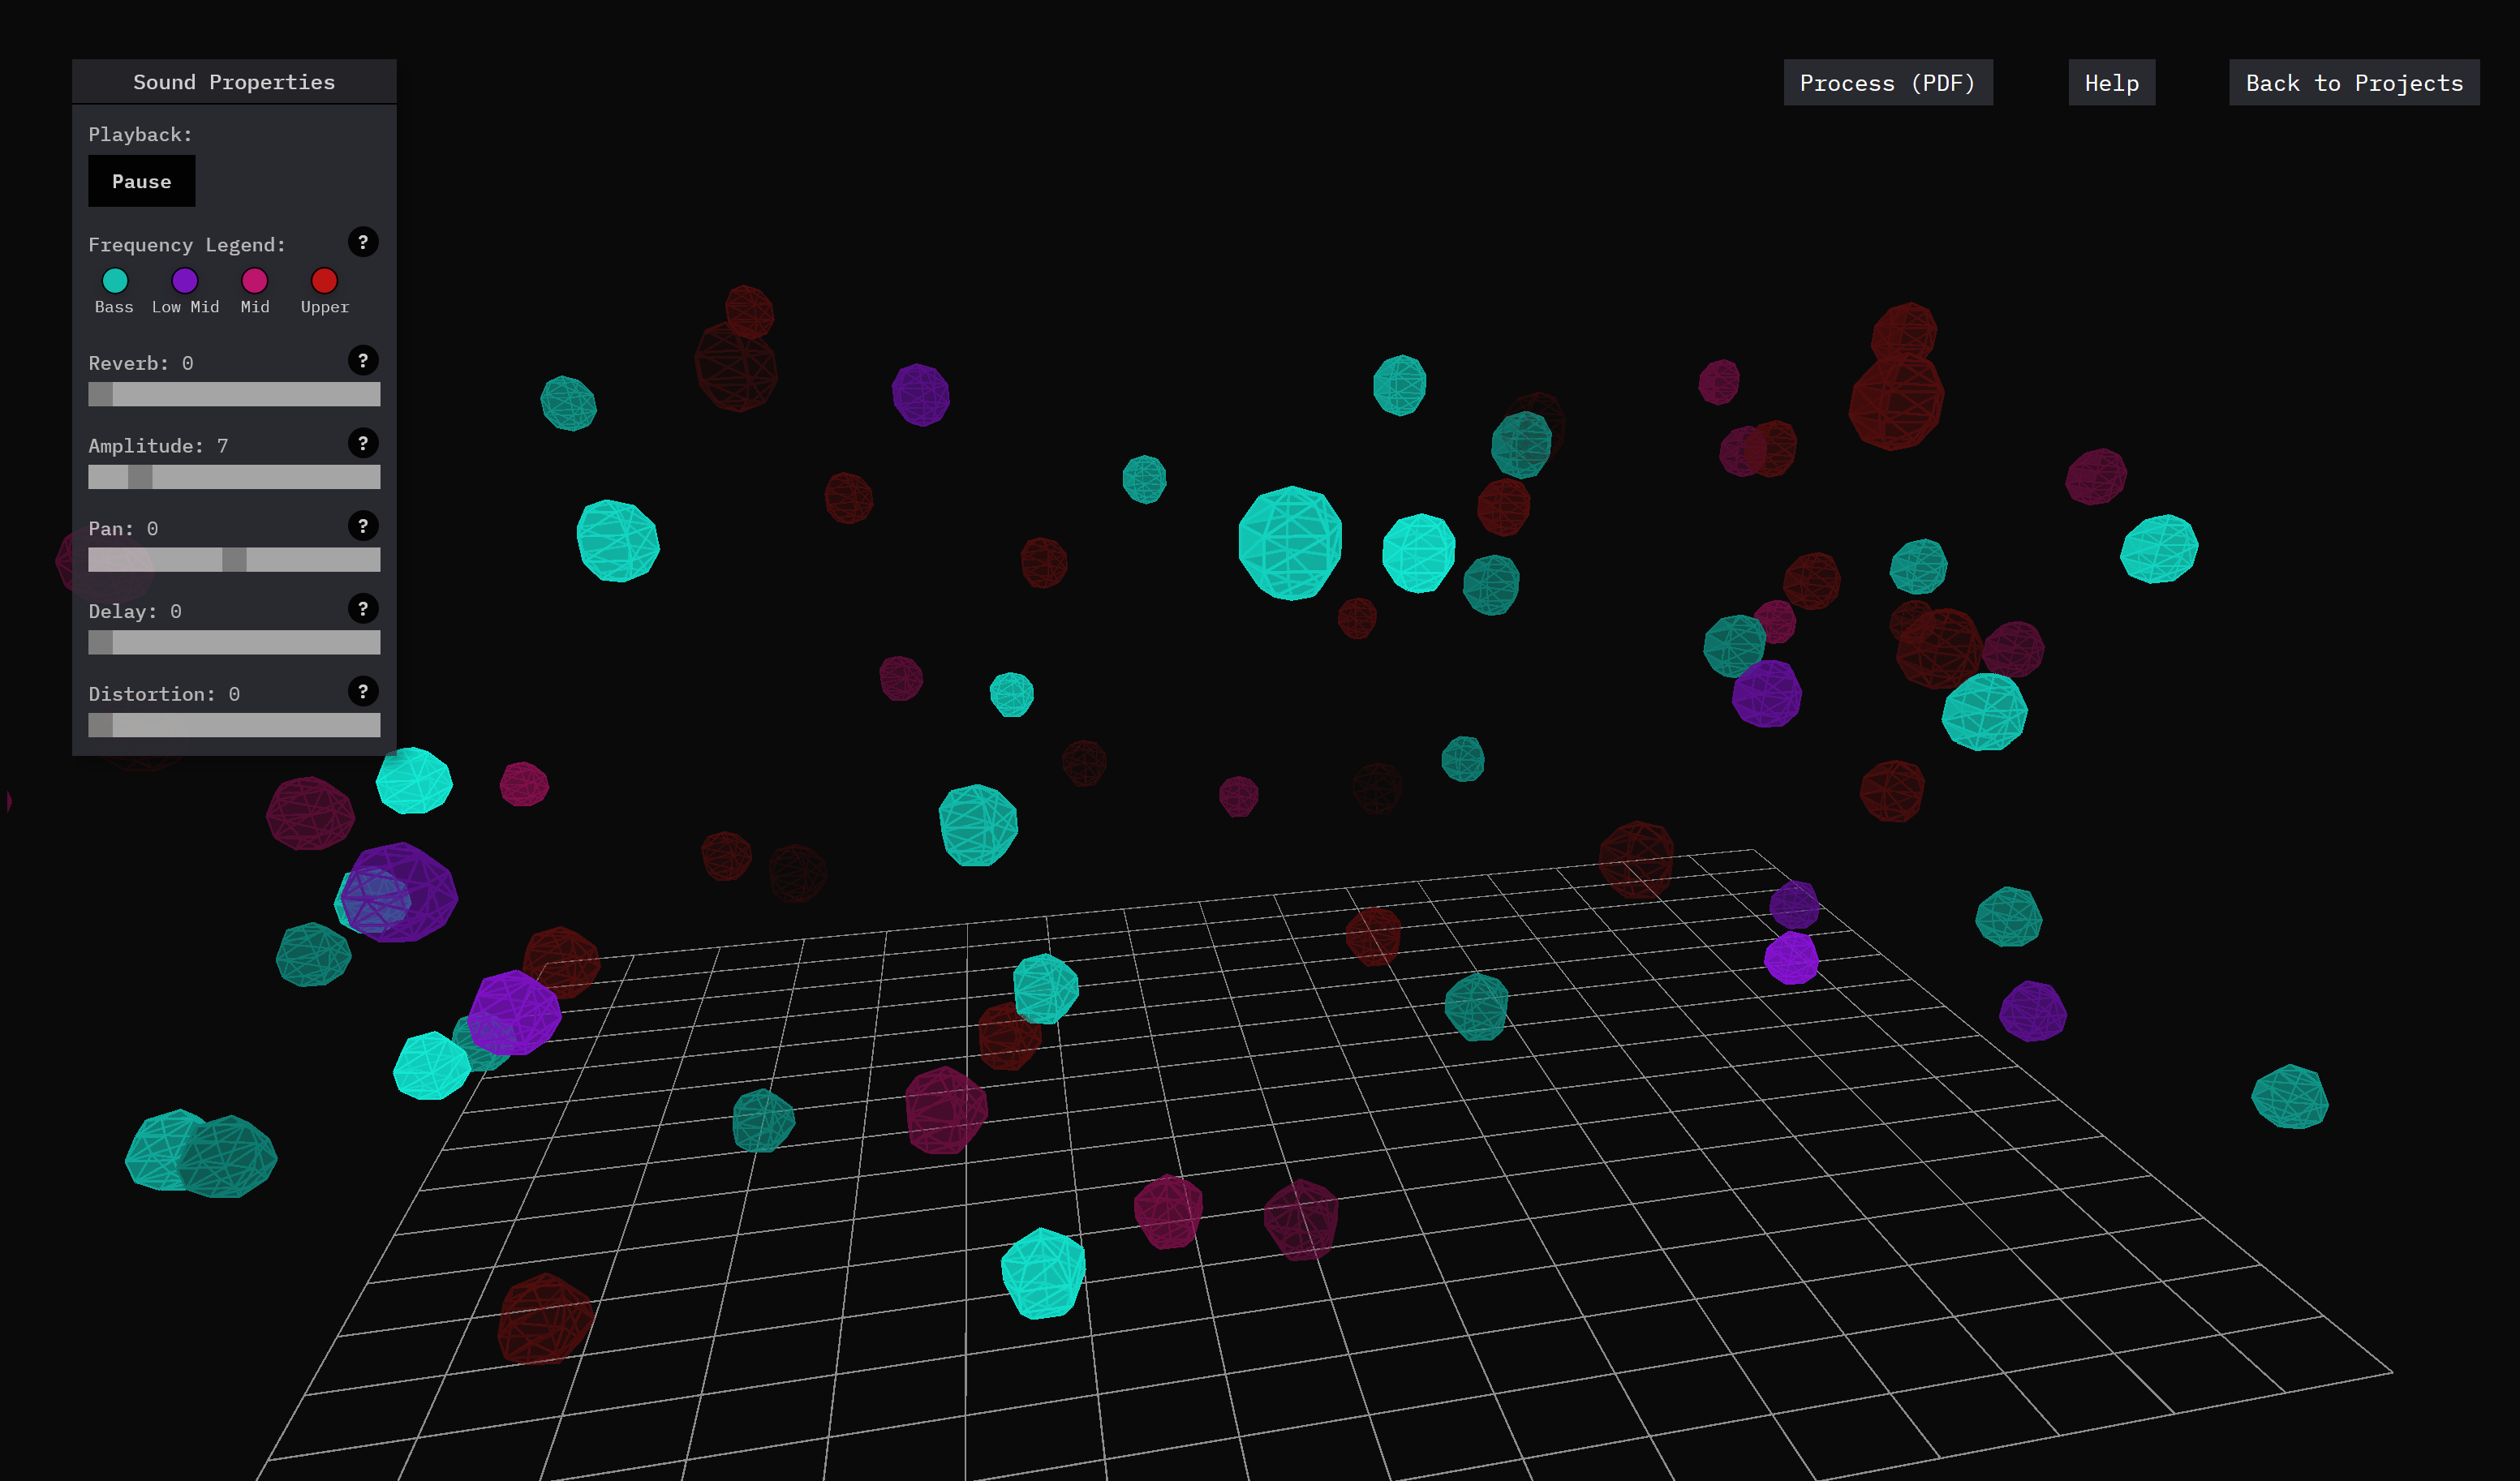 Sound Properties
Process (PDF)
Help
Back to Projects
Playback:
Pause
Frequency Legend:
?
Bass
Low Mid
Mid
Upper
Reverb: 0
?
Amplitude: 7
?
Pan: 0
?
Delay: 0
?
Distortion: 0
?